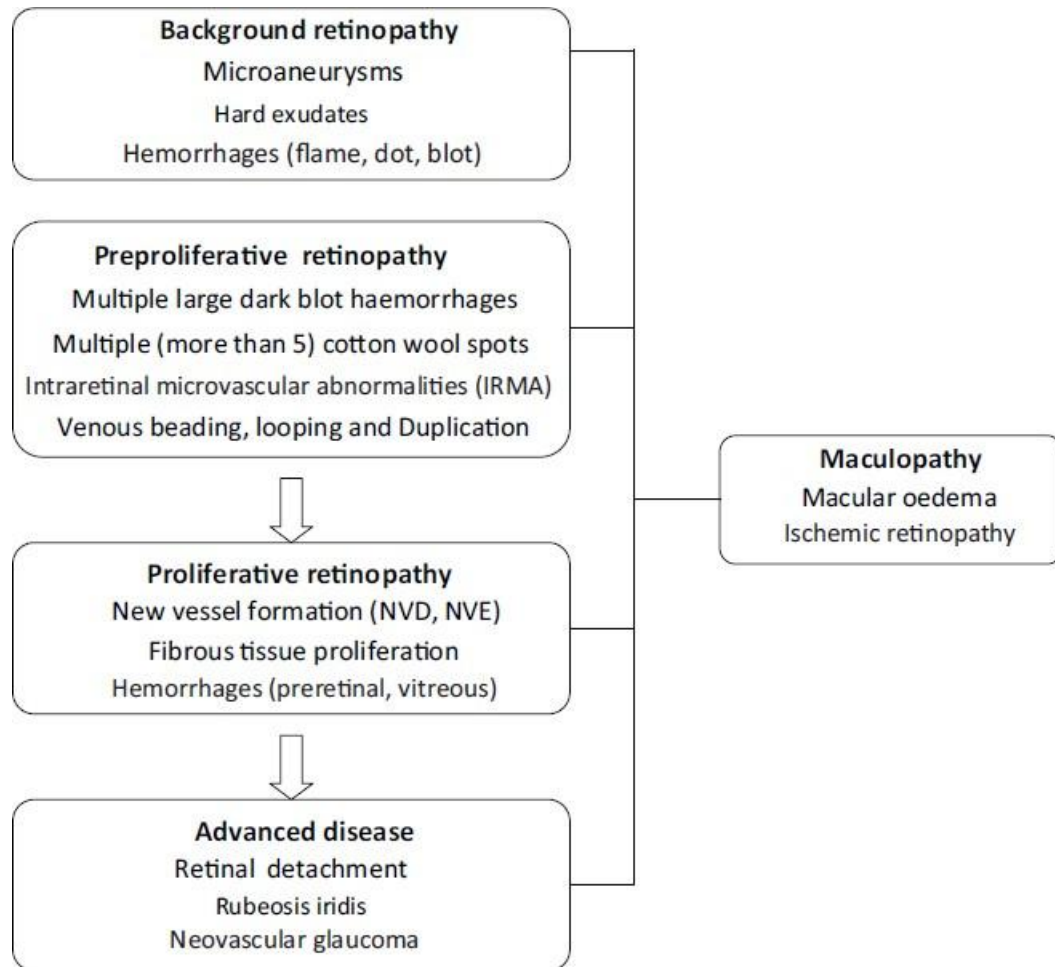 Background retinopathy
Microaneurysms
Hard exudates
Hemorrhages (flame, dot, blot)
Preproliferative retinopathy
Multiple large dark blot haemorrhages
Multiple (more than 5) cotton wool spots
Intraretinal microvascular abnormalities (IRMA)
Venous beading, looping and Duplication
Proliferative retinopathy
New vessel formation (NVD, NVE)
Fibrous tissue proliferation
Hemorrhages (preretinal, vitreous)
Advanced disease
Retinal detachment
Rubeosis iridis
Neovascular glaucoma
Maculopathy
Macular oedema
Ischemic retinopathy